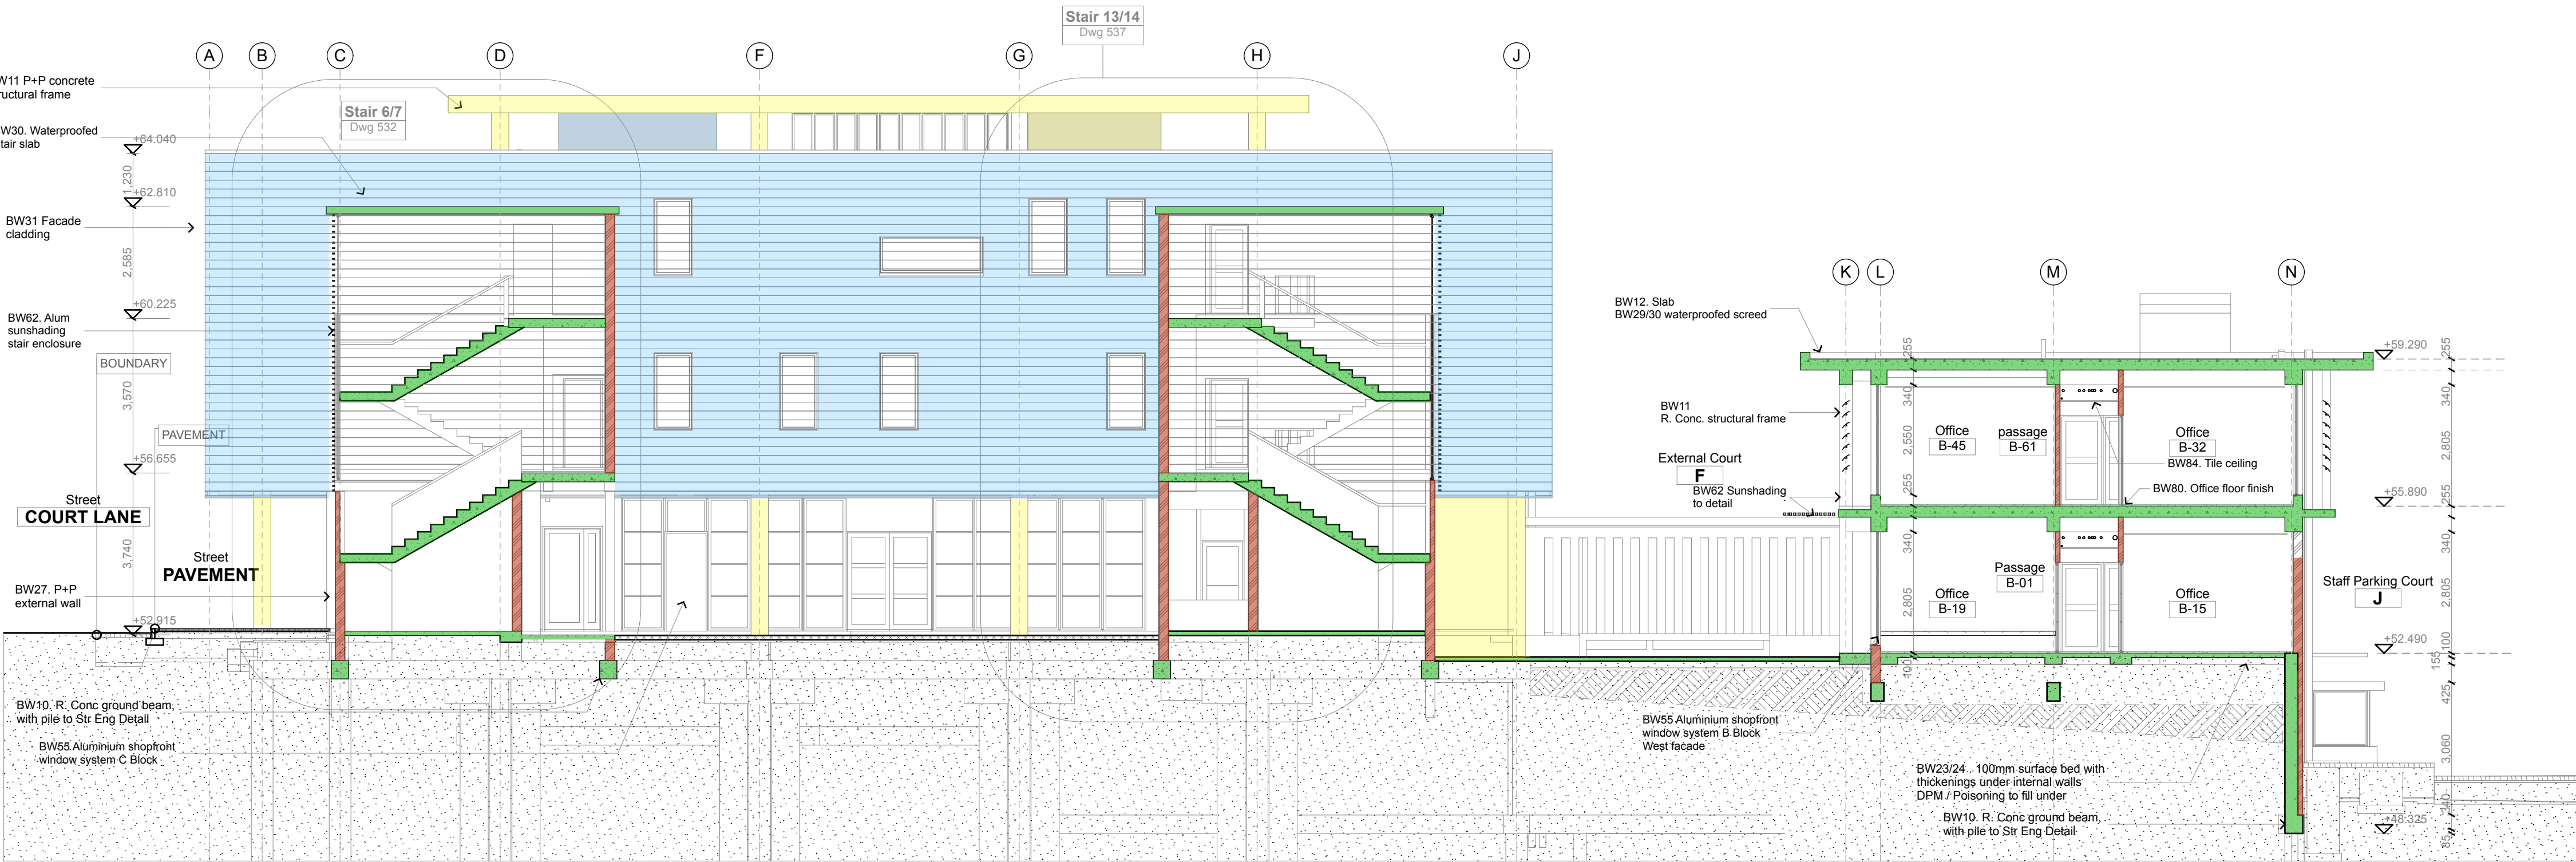 Stair 13/14
Dwg 537
A
B
C
D
F
G
H
J
W11 P+P concrete
ructural frame
Stair 6/7
Dwg 532
W30. Waterproofed
tair slab
+64.040
1,230
+62.810
BW31 Facade
cladding
2,585
+60.225
BW62. Alum
sunshading
stair enclosure
BOUNDARY
3,570
PAVEMENT
+56.655
Street
COURT LANE
3,740
Street
PAVEMENT
BW27. P+P
external wall
+52.915
BW10. R. Conc ground beam,
with pile to Str Eng Detail
BW55 Aluminium shopfront
window system C Block
K
L
M
N
BW12. Slab
BW29/30 waterproofed screed
+59.290
255
255
340
340
BW11
R. Conc. structural frame
Office
B-45
passage
B-61
Office
B-32
2,550
2,805
BW84. Tile ceiling
External Court
F
BW62 Sunshading
to detail
BW80. Office floor finish
255
+55.890
255
340
340
Passage
B-01
Office
B-19
Office
B-15
2,805
2,805
Staff Parking Court
J
+52.490
100
100
155
425
BW55 Aluminium shopfront
window system B Block
West facade
3,060
BW23/24 . 100mm surface bed with
thickenings under internal walls
DPM / Poisoning to fill under
BW10. R. Conc ground beam,
with pile to Str Eng Detail
340
+48.325
85